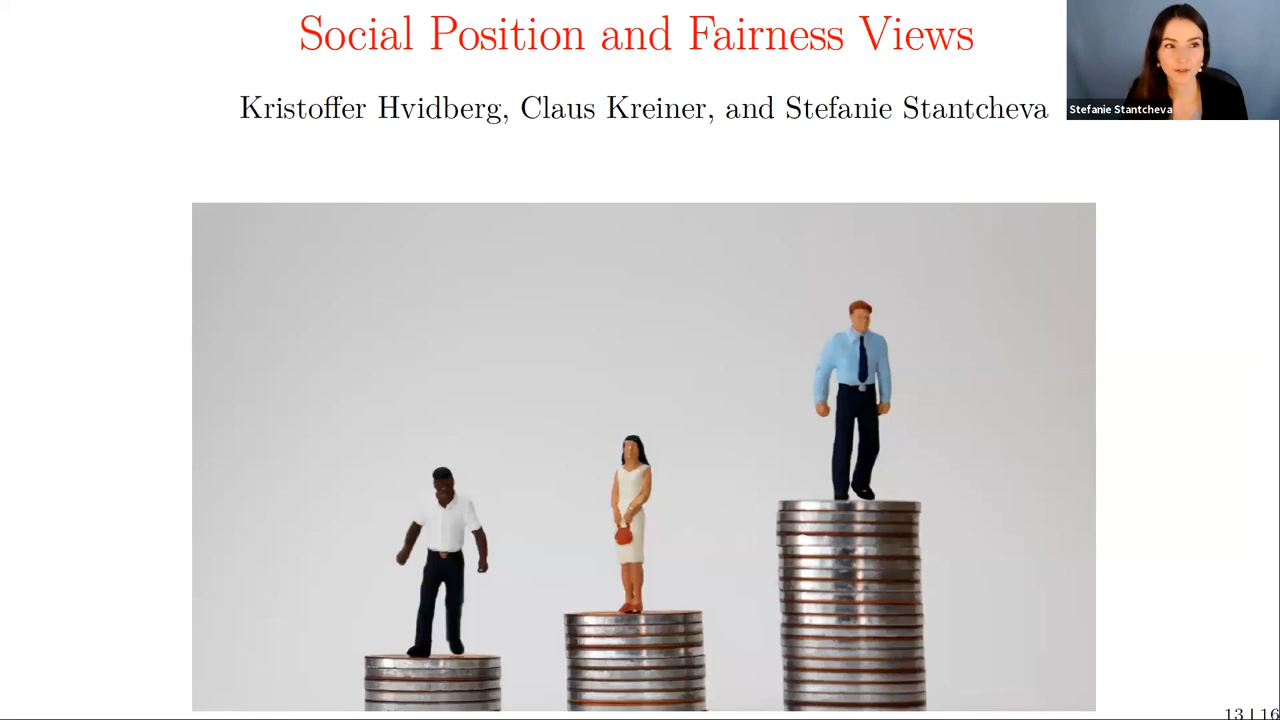 Social Position and Fairness Views
Kristoffer Hvidberg, Claus Kreiner, and Stefanie Stantcheva
Stefanie Stantcheva
13 | 16